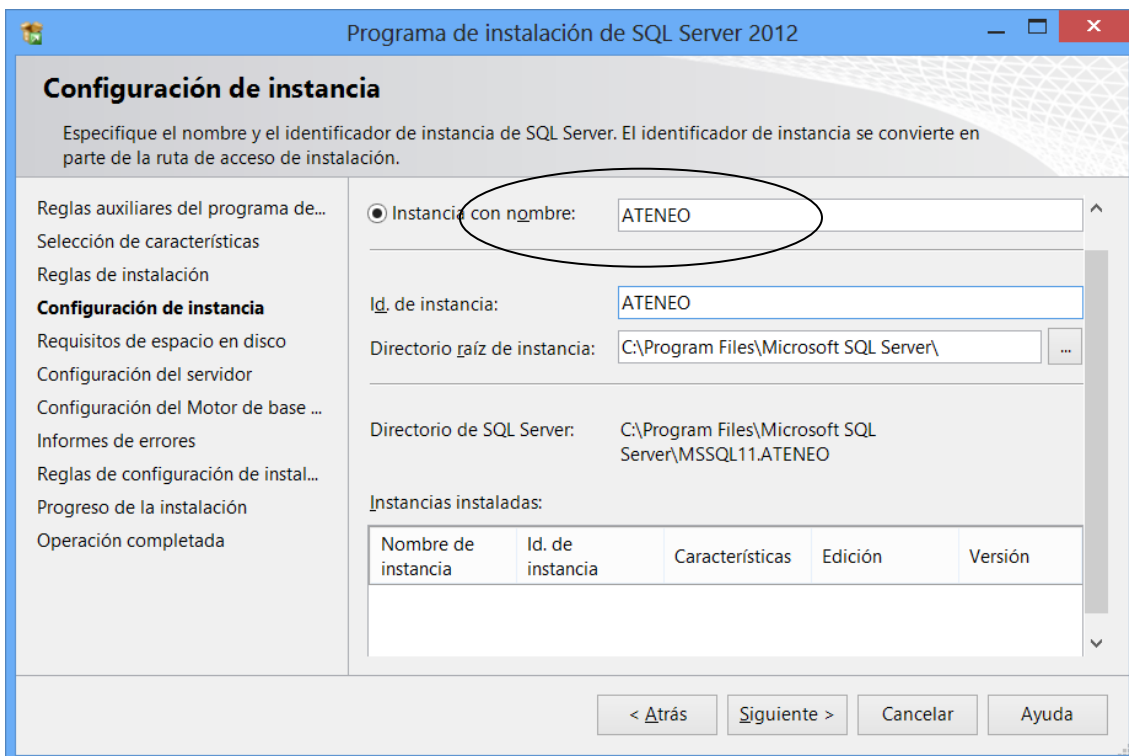 Programa de instalación de SQL Server 2012
Configuración de instancia
Especifique el nombre y el identificador de instancia de SQL Server. El identificador de instancia se convierte en
parte de la ruta de acceso de instalación.
Reglas auxiliares del programa de...
Selección de características
Reglas de instalación
Configuración de instancia
Requisitos de espacio en disco
Configuración del servidor
Configuración del Motor de base ...
Informes de errores
Reglas de configuración de instal...
Progreso de la instalación
Operación completada
Instancia con nombre: ATENEO
Id. de instancia: ATENEO
Directorio raíz de instancia: C:\Program Files\Microsoft SQL Server\ ...
Directorio de SQL Server: C:\Program Files\Microsoft SQL
Server\MSSQL11.ATENEO
Instancias instaladas:
Nombre de
instancia
Id. de
instancia
Características
Edición
Versión
< Atrás
Siguiente >
Cancelar
Ayuda